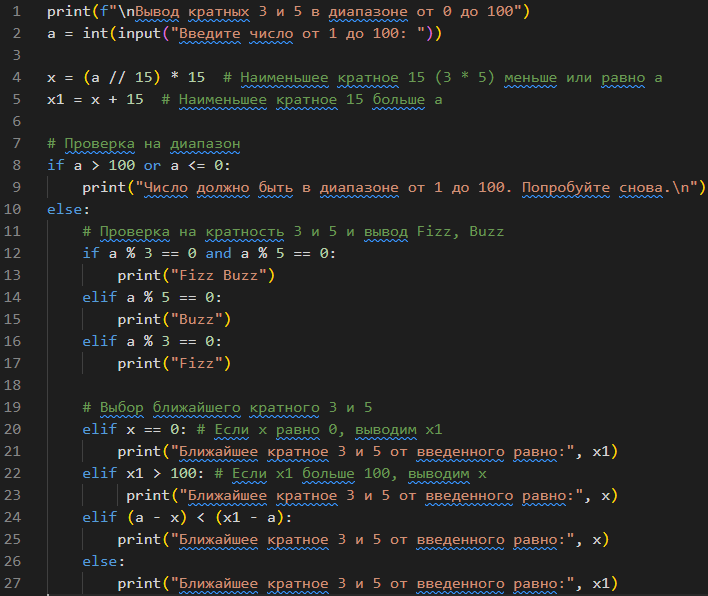 1 print(f"\nВывод кратных 3 и 5 в диапазоне от 0 до 100")
2 a = int(input("Введите число от 1 до 100: "))
3
4 x = (a // 15) * 15  # Наименьшее кратное 15 (3 * 5) меньше или равно a
5 x1 = x + 15  # Наименьшее кратное 15 больше a
6
7 # Проверка на диапазон
8 if a > 100 or a <= 0:
9     print("Число должно быть в диапазоне от 1 до 100. Попробуйте снова.\n")
10 else:
11     # Проверка на кратность 3 и 5 и вывод Fizz, Buzz
12     if a % 3 == 0 and a % 5 == 0:
13         print("Fizz Buzz")
14     elif a % 5 == 0:
15         print("Buzz")
16     elif a % 3 == 0:
17         print("Fizz")
18
19     # Выбор ближайшего кратного 3 и 5
20     elif x == 0: # Если x равно 0, выводим x1
21         print("Ближайшее кратное 3 и 5 от введенного равно:", x1)
22     elif x1 > 100: # Если x1 больше 100, выводим x
23          print("Ближайшее кратное 3 и 5 от введенного равно:", x)
24     elif (a - x) < (x1 - a):
25         print("Ближайшее кратное 3 и 5 от введенного равно:", x)
26     else:
27         print("Ближайшее кратное 3 и 5 от введенного равно:", x1)